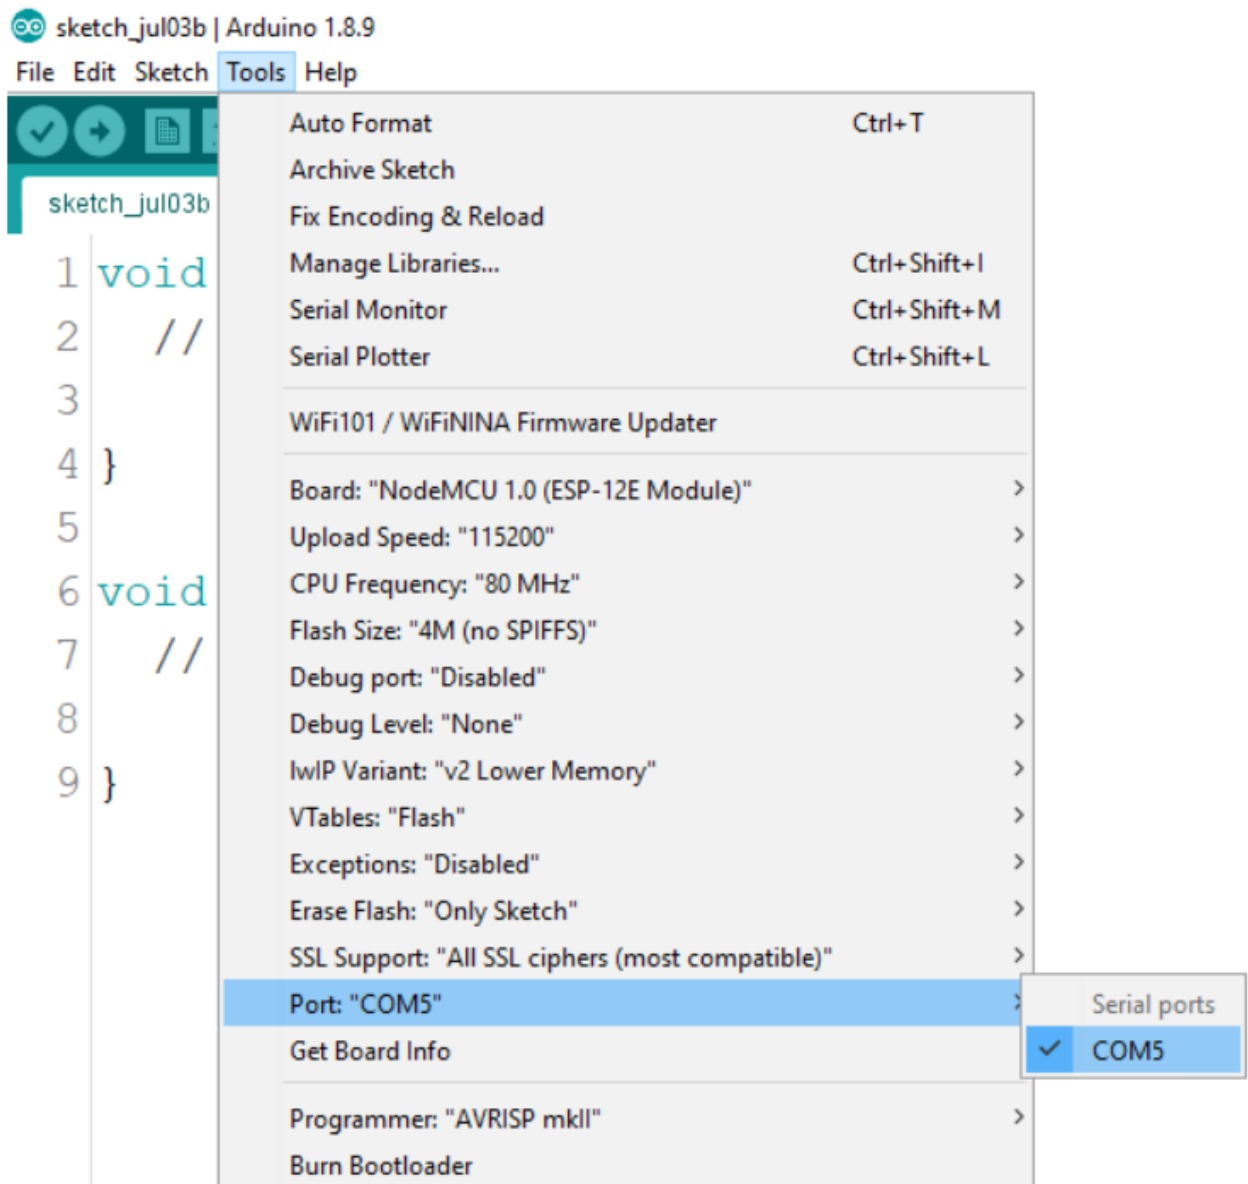 sketch_jul03b | Arduino 1.8.9
File Edit Sketch Tools Help
Auto Format Ctrl+T
Archive Sketch
sketch_jul03b
Fix Encoding & Reload
1 void
Manage Libraries... Ctrl+Shift+I
2 //
Serial Monitor Ctrl+Shift+M
Serial Plotter Ctrl+Shift+L
3
WiFi101 / WiFiNINA Firmware Updater
4 }
Board: "NodeMCU 1.0 (ESP-12E Module)"
5
Upload Speed: "115200"
6 void
CPU Frequency: "80 MHz"
Flash Size: "4M (no SPIFFS)"
7 //
Debug port: "Disabled"
8
Debug Level: "None"
9 }
lwIP Variant: "v2 Lower Memory"
VTables: "Flash"
Exceptions: "Disabled"
Erase Flash: "Only Sketch"
SSL Support: "All SSL ciphers (most compatible)"
Port: "COM5"
Serial ports
COM5
Get Board Info
Programmer: "AVRISP mkII"
Burn Bootloader